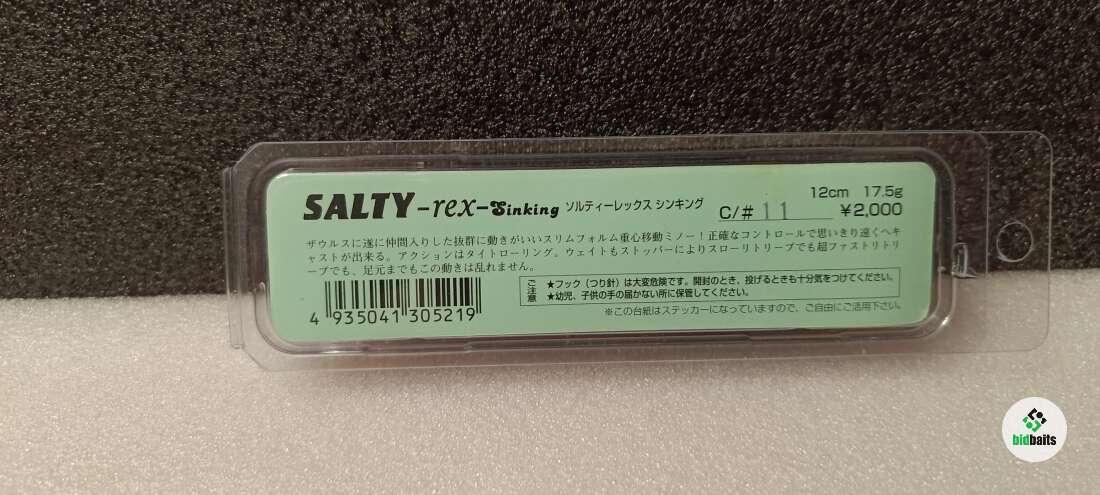 SALTY-rex-Sinking ソルティーレックス シンキング
12cm 17.5g
C/# 11 ¥2,000
ザウルスに遂に仲間入りした抜群に動きがいいスリムフォルム重心移動ミノー!正確なコントロールで思いきり遠くへキ
ャストが出来る。アクションはタイトローリング。ウェイトもストッパーによりスローリトリーブでも超ファストリトリ
ーブでも、足元までもこの動きは乱れません。
ご注意
★フック(つり針)は大変危険です。開封のとき、投げるときも十分気をつけてください。
★幼児、子供の手の届かない所に保管してください。
※この台紙はステッカーになっていますので、ご自由にご活用下さい。
4 935041 305219
bidbaits